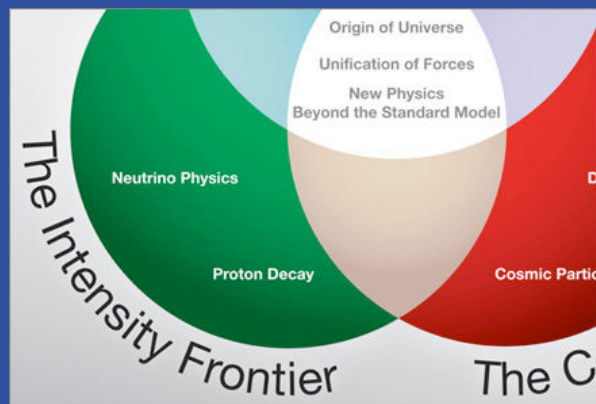 Origin of Universe
Unification of Forces
New Physics
Beyond the Standard Model
Neutrino Physics
D
Proton Decay
Cosmic Partic
The Intensity Frontier
The C